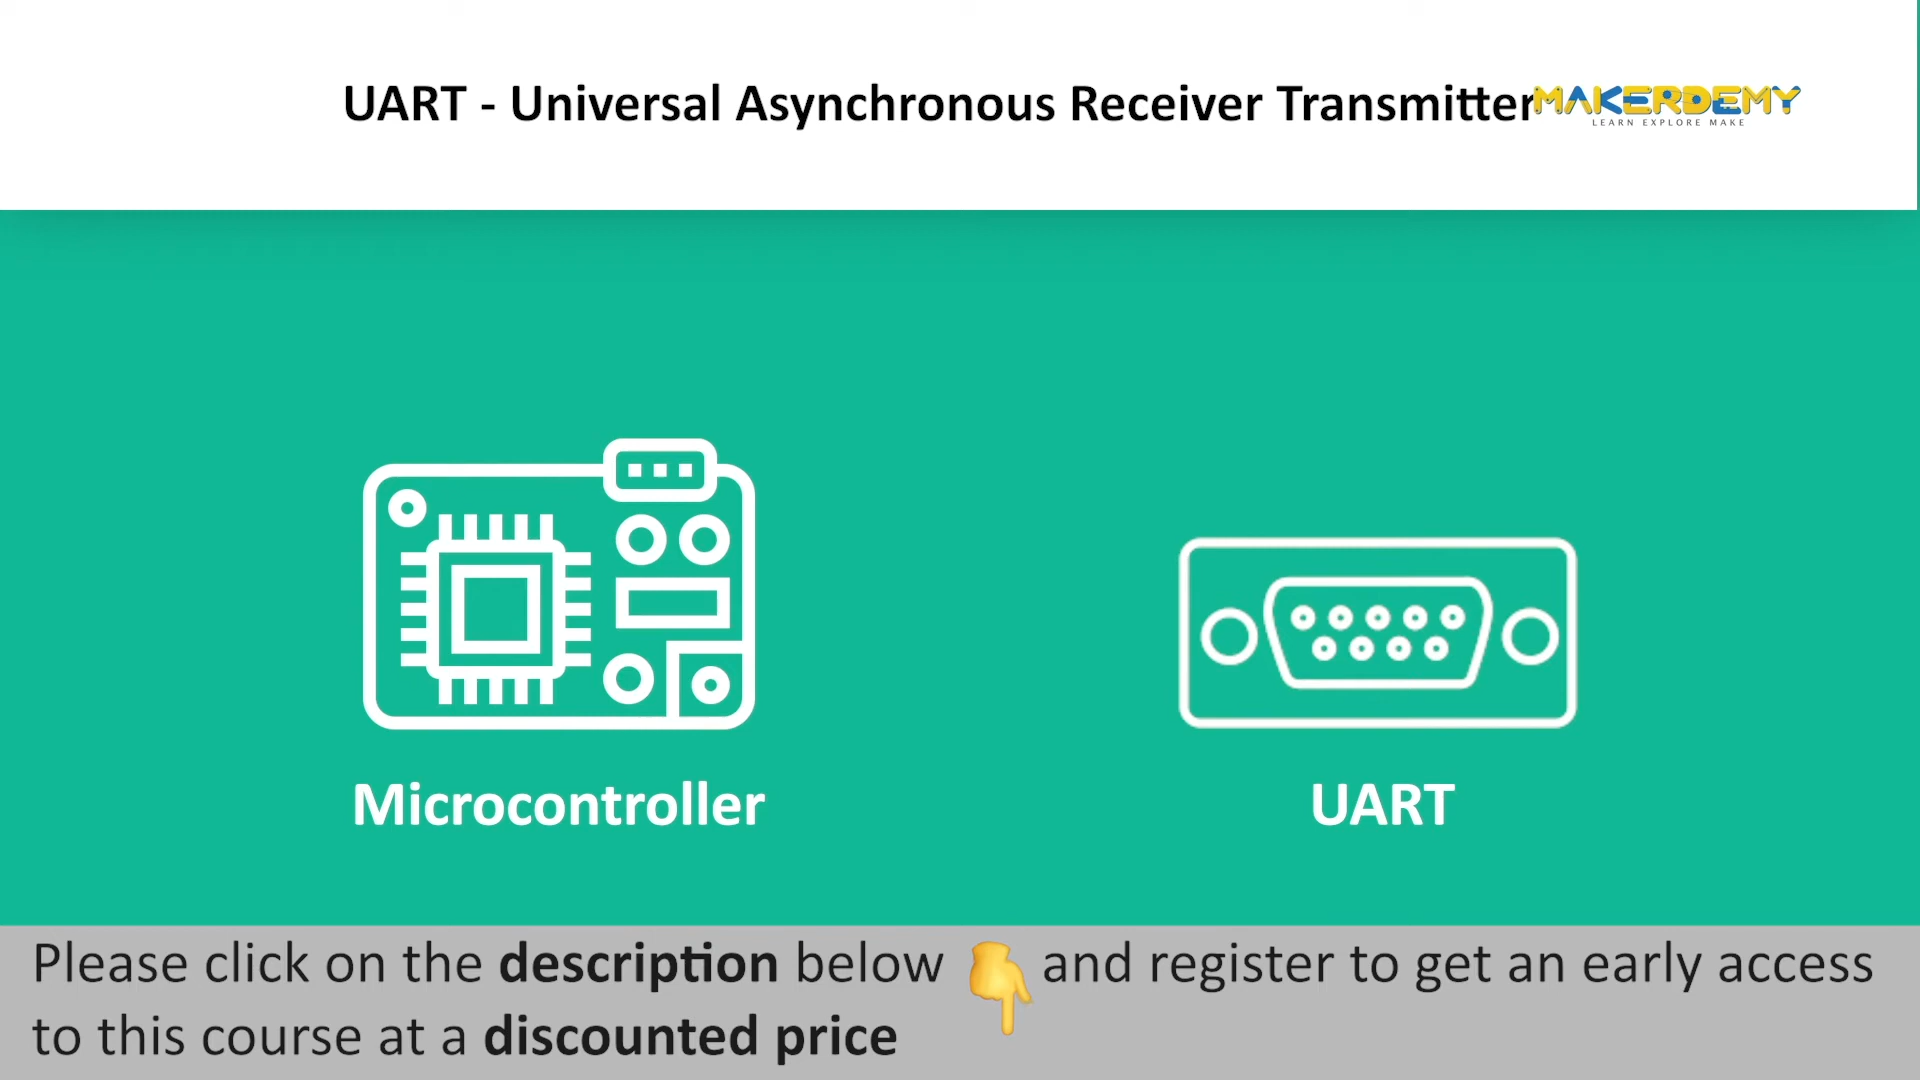 UART - Universal Asynchronous Receiver Transmitter
MAKERDEMY
LEARN EXPLORE MAKE
Microcontroller
UART
Please click on the description below 👇 and register to get an early access
to this course at a discounted price